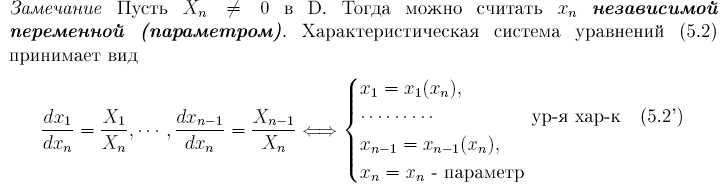 Замечание Пусть $X_n \neq 0$ в D. Тогда можно считать $x_n$ независимой
переменной (параметром). Характеристическая система уравнений (5.2)
принимает вид
$$\frac{dx_1}{dx_n} = \frac{X_1}{X_n}, \cdots, \frac{dx_{n-1}}{dx_n} = \frac{X_{n-1}}{X_n} \Longleftrightarrow \begin{cases} x_1 = x_1(x_n), \\ \cdots\cdots\cdots \\ x_{n-1} = x_{n-1}(x_n), \\ x_n = x_n \text{ - параметр} \end{cases} \text{ур-я хар-к} \quad (5.2')$$